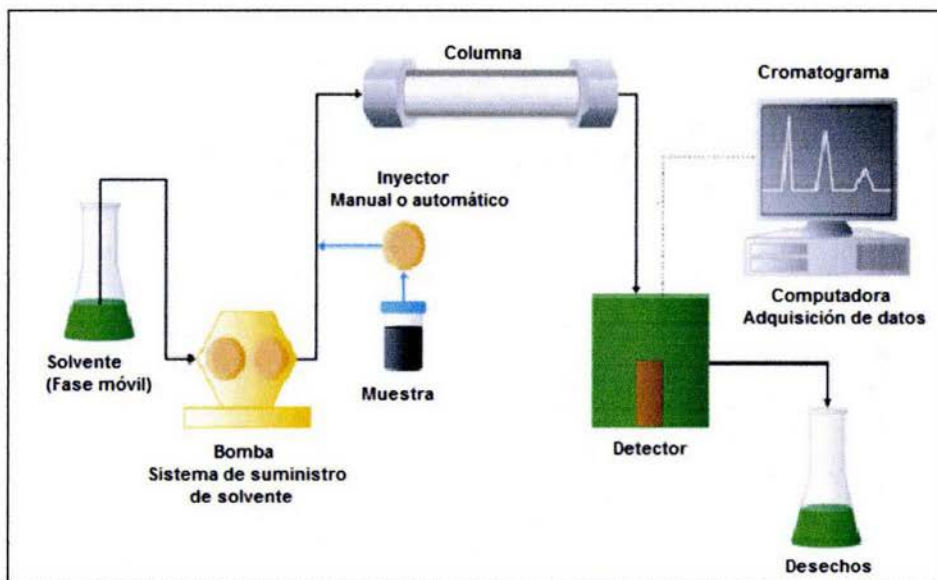 Columna
Cromatograma
Inyector
Manual o automático
Solvente
(Fase móvil)
Muestra
Computadora
Adquisición de datos
Bomba
Sistema de suministro
de solvente
Detector
Desechos